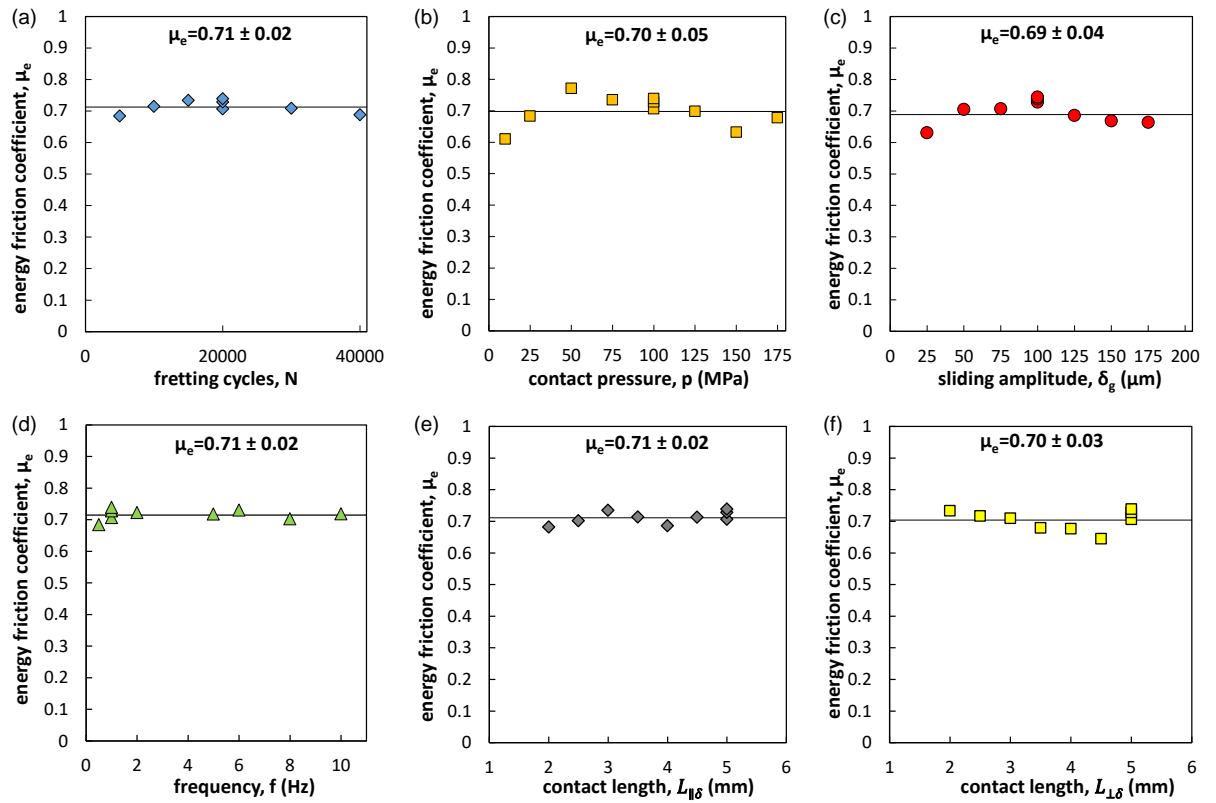 (a)
μe=0.71 ± 0.02
energy friction coefficient, μe
1
0.9
0.8
0.7
0.6
0.5
0.4
0.3
0.2
0.1
0
0 20000 40000
fretting cycles, N
(b)
μe=0.70 ± 0.05
energy friction coefficient, μe
1
0.9
0.8
0.7
0.6
0.5
0.4
0.3
0.2
0.1
0
0 25 50 75 100 125 150 175
contact pressure, p (MPa)
(c)
μe=0.69 ± 0.04
energy friction coefficient, μe
1
0.9
0.8
0.7
0.6
0.5
0.4
0.3
0.2
0.1
0
0 25 50 75 100 125 150 175 200
sliding amplitude, δg (μm)
(d)
μe=0.71 ± 0.02
energy friction coefficient, μe
1
0.9
0.8
0.7
0.6
0.5
0.4
0.3
0.2
0.1
0
0 2 4 6 8 10
frequency, f (Hz)
(e)
μe=0.71 ± 0.02
energy friction coefficient, μe
1
0.9
0.8
0.7
0.6
0.5
0.4
0.3
0.2
0.1
0
1 2 3 4 5 6
contact length, L∥δ (mm)
(f)
μe=0.70 ± 0.03
energy friction coefficient, μe
1
0.9
0.8
0.7
0.6
0.5
0.4
0.3
0.2
0.1
0
1 2 3 4 5 6
contact length, L⊥δ (mm)